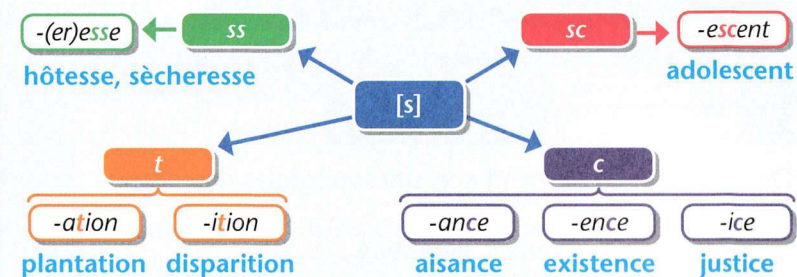 -(er)esse ss sc -escent
hôtesse, sècheresse adolescent
[s]
t c
-ation -ition -ance -ence -ice
plantation disparition aisance existence justice